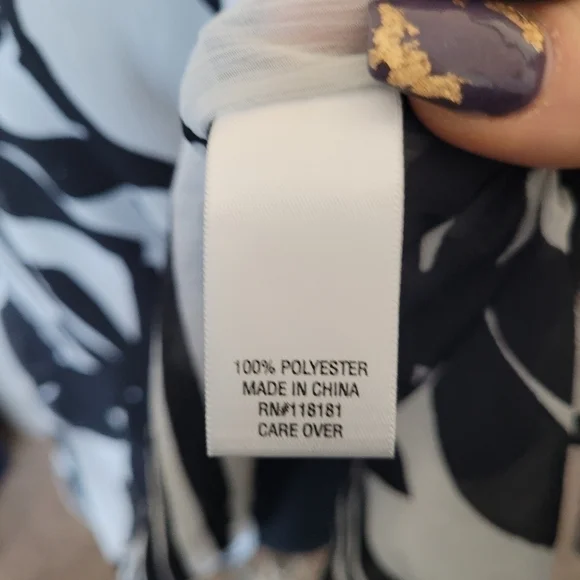 100% POLYESTER
MADE IN CHINA
RN#118181
CARE OVER